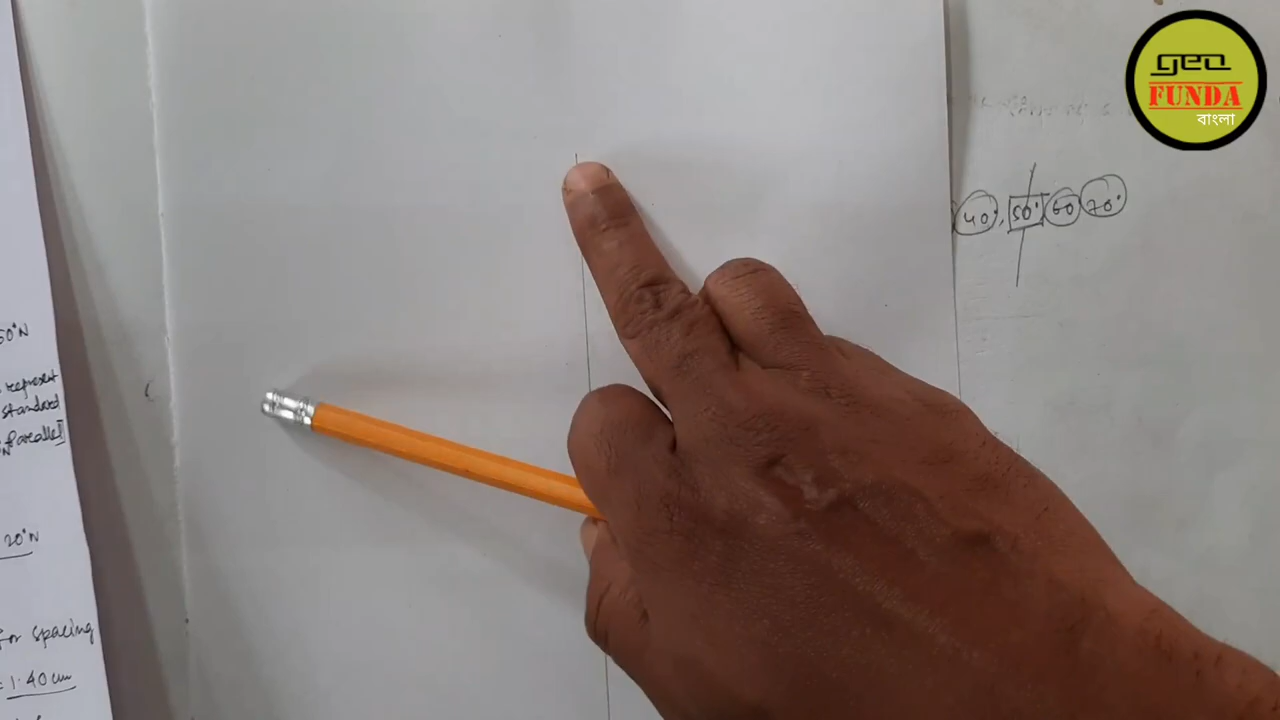 geo
FUNDA
বাংলা
40°, 50° 60 70°
50°N
represent
standard
Parallel]
20°N
for spacing
= 1.40 cm